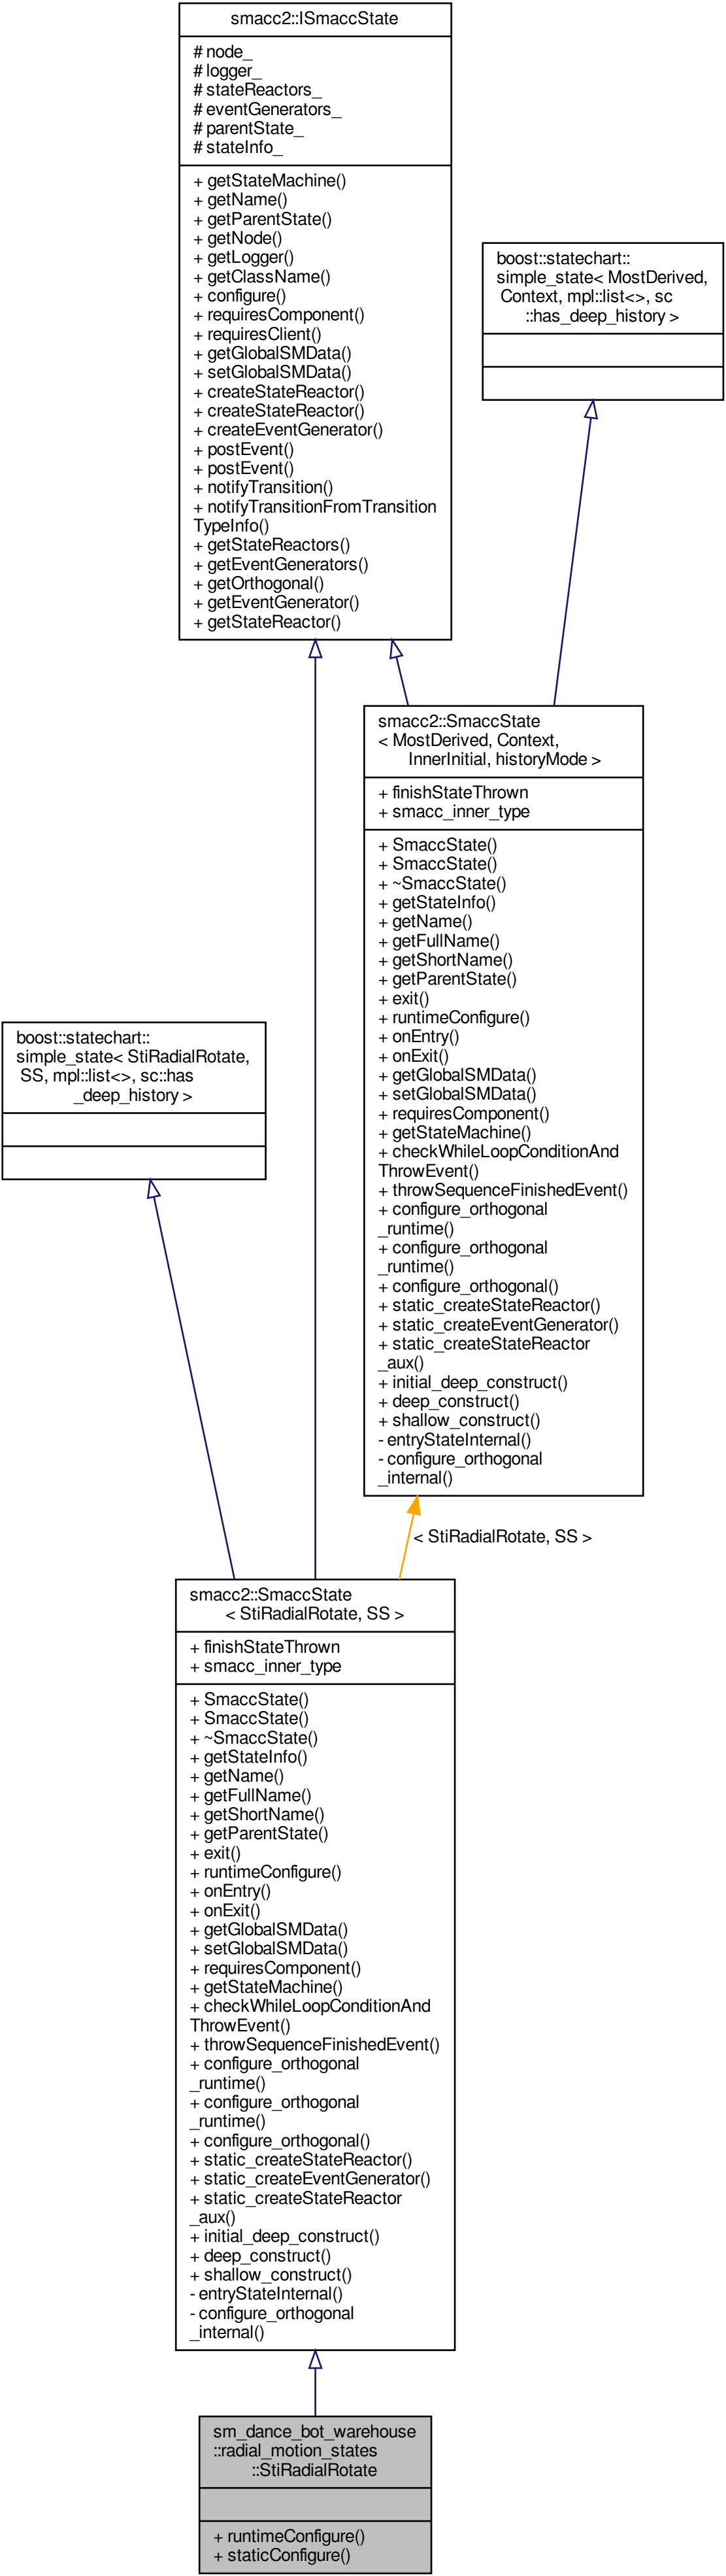 smacc2::ISmaccState
# node_
# logger_
# stateReactors_
# eventGenerators_
# parentState_
# stateInfo_
+ getStateMachine()
+ getName()
+ getParentState()
+ getNode()
+ getLogger()
+ getClassName()
+ configure()
+ requiresComponent()
+ requiresClient()
+ getGlobalSMData()
+ setGlobalSMData()
+ createStateReactor()
+ createStateReactor()
+ createEventGenerator()
+ postEvent()
+ postEvent()
+ notifyTransition()
+ notifyTransitionFromTransition
TypeInfo()
+ getStateReactors()
+ getEventGenerators()
+ getOrthogonal()
+ getEventGenerator()
+ getStateReactor()
boost::statechart::
simple_state< MostDerived,
Context, mpl::list<>, sc
::has_deep_history >
smacc2::SmaccState
< MostDerived, Context,
InnerInitial, historyMode >
+ finishStateThrown
+ smacc_inner_type
+ SmaccState()
+ SmaccState()
+ ~SmaccState()
+ getStateInfo()
+ getName()
+ getFullName()
+ getShortName()
+ getParentState()
+ exit()
+ runtimeConfigure()
+ onEntry()
+ onExit()
+ getGlobalSMData()
+ setGlobalSMData()
+ requiresComponent()
+ getStateMachine()
+ checkWhileLoopConditionAnd
ThrowEvent()
+ throwSequenceFinishedEvent()
+ configure_orthogonal
_runtime()
+ configure_orthogonal
_runtime()
+ configure_orthogonal()
+ static_createStateReactor()
+ static_createEventGenerator()
+ static_createStateReactor
_aux()
+ initial_deep_construct()
+ deep_construct()
+ shallow_construct()
- entryStateInternal()
- configure_orthogonal
_internal()
boost::statechart::
simple_state< StiRadialRotate,
SS, mpl::list<>, sc::has
_deep_history >
< StiRadialRotate, SS >
smacc2::SmaccState
< StiRadialRotate, SS >
+ finishStateThrown
+ smacc_inner_type
+ SmaccState()
+ SmaccState()
+ ~SmaccState()
+ getStateInfo()
+ getName()
+ getFullName()
+ getShortName()
+ getParentState()
+ exit()
+ runtimeConfigure()
+ onEntry()
+ onExit()
+ getGlobalSMData()
+ setGlobalSMData()
+ requiresComponent()
+ getStateMachine()
+ checkWhileLoopConditionAnd
ThrowEvent()
+ throwSequenceFinishedEvent()
+ configure_orthogonal
_runtime()
+ configure_orthogonal
_runtime()
+ configure_orthogonal()
+ static_createStateReactor()
+ static_createEventGenerator()
+ static_createStateReactor
_aux()
+ initial_deep_construct()
+ deep_construct()
+ shallow_construct()
- entryStateInternal()
- configure_orthogonal
_internal()
sm_dance_bot_warehouse
::radial_motion_states
::StiRadialRotate
+ runtimeConfigure()
+ staticConfigure()